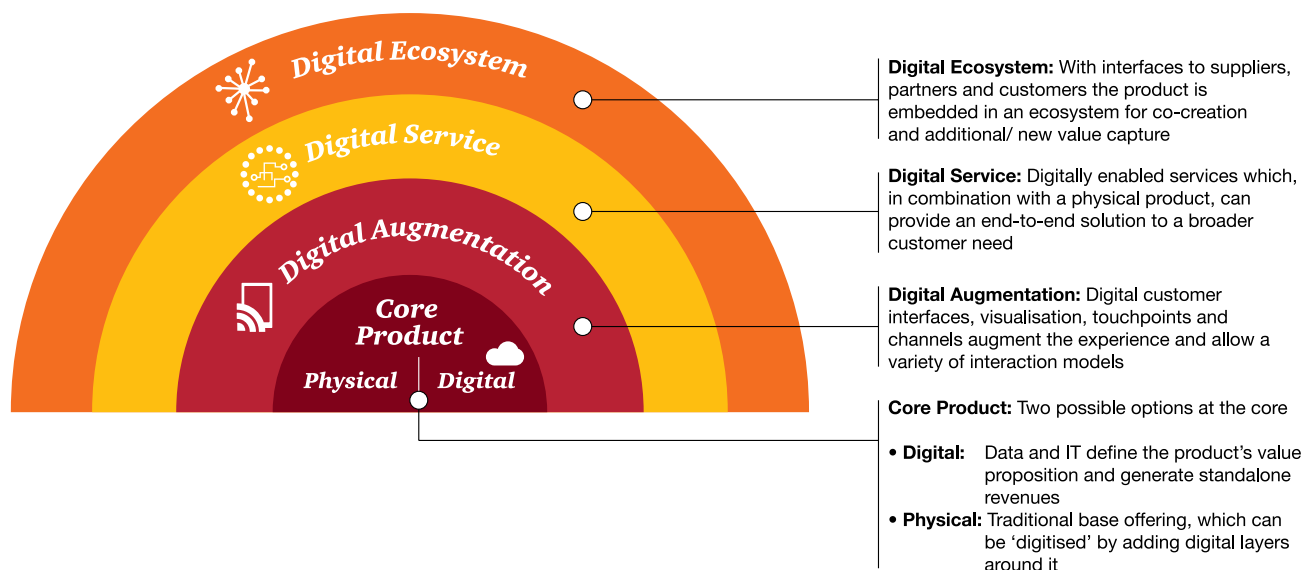 Digital Ecosystem
Digital Service
Digital Augmentation
Core
Product
Physical
Digital
Digital Ecosystem: With interfaces to suppliers,
partners and customers the product is
embedded in an ecosystem for co-creation
and additional/ new value capture
Digital Service: Digitally enabled services which,
in combination with a physical product, can
provide an end-to-end solution to a broader
customer need
Digital Augmentation: Digital customer
interfaces, visualisation, touchpoints and
channels augment the experience and allow a
variety of interaction models
Core Product: Two possible options at the core
• Digital: Data and IT define the product's value
proposition and generate standalone
revenues
• Physical: Traditional base offering, which can
be ‘digitised’ by adding digital layers
around it